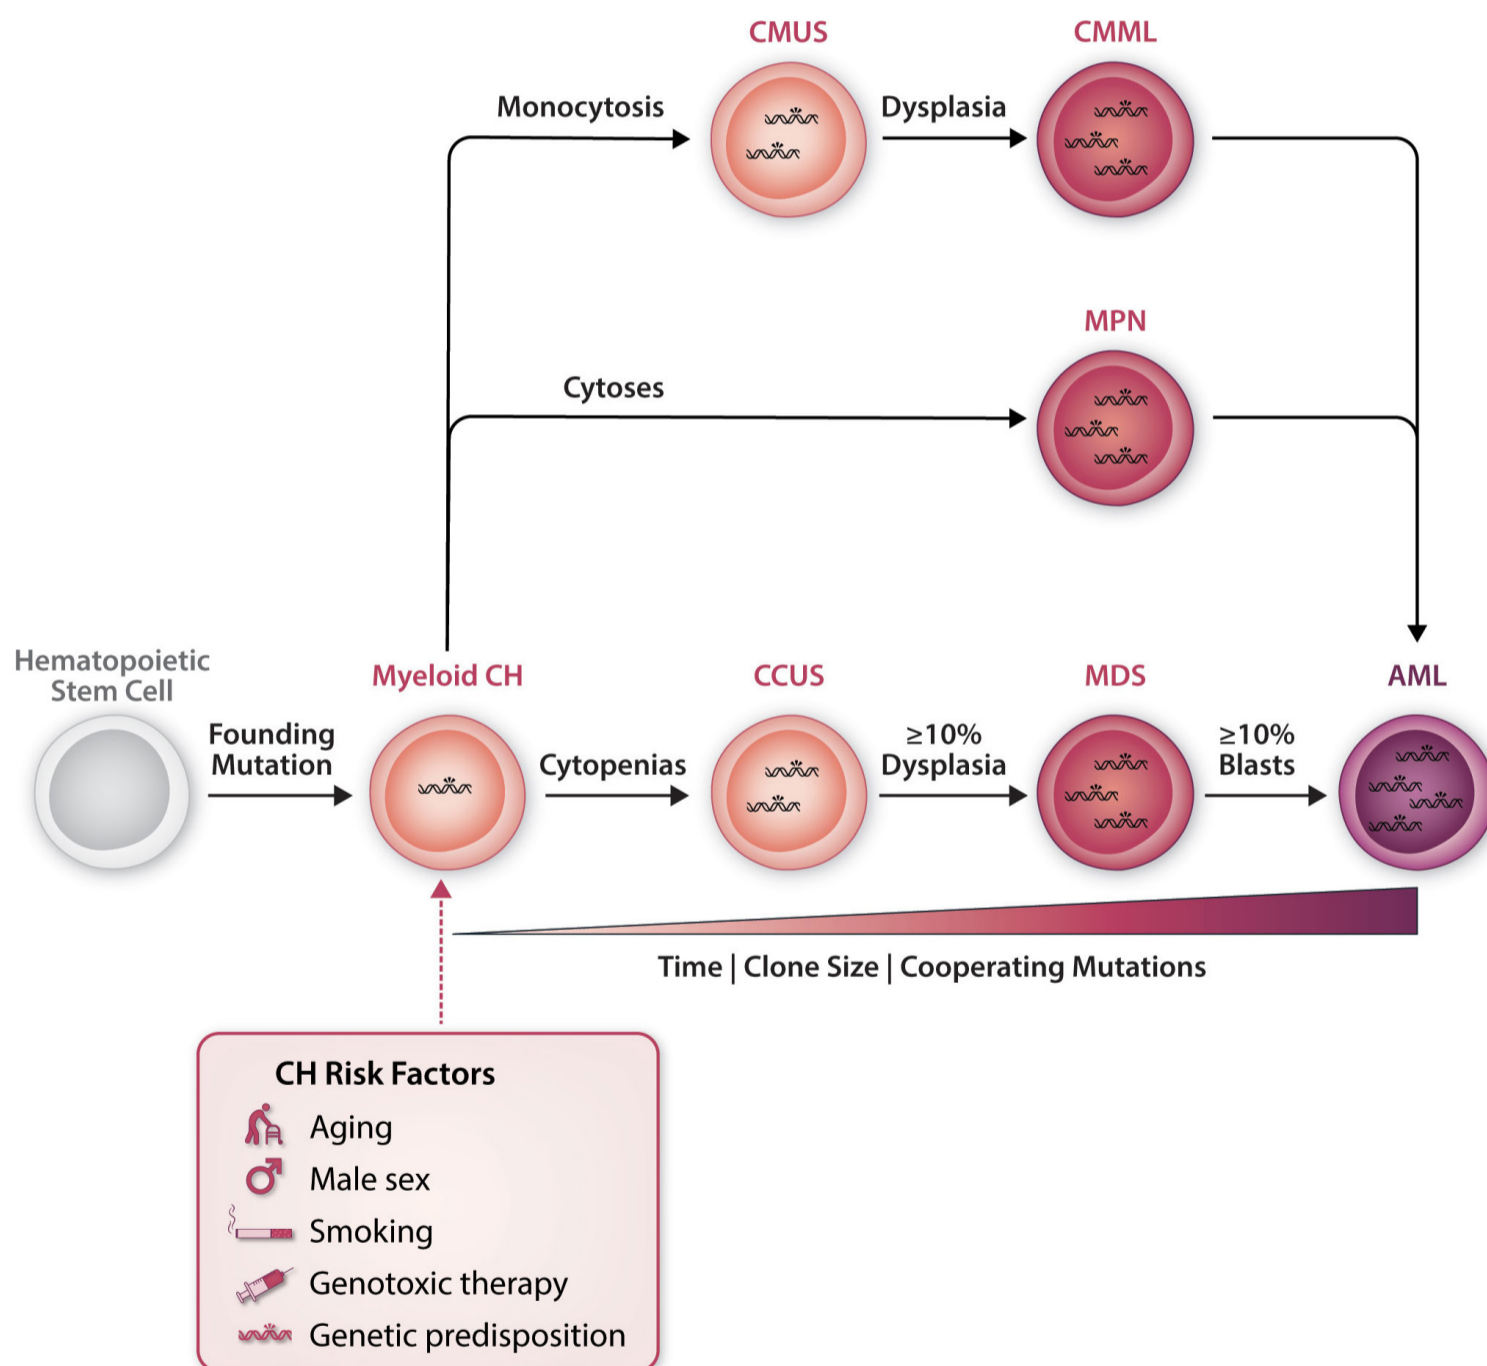 CMUS
CMML
Monocytosis
Dysplasia
MPN
Cytoses
Hematopoietic
Stem Cell
Myeloid CH
CCUS
MDS
AML
Founding
Mutation
Cytopenias
≥10%
Dysplasia
≥10%
Blasts
Time | Clone Size | Cooperating Mutations
CH Risk Factors
Aging
Male sex
Smoking
Genotoxic therapy
Genetic predisposition